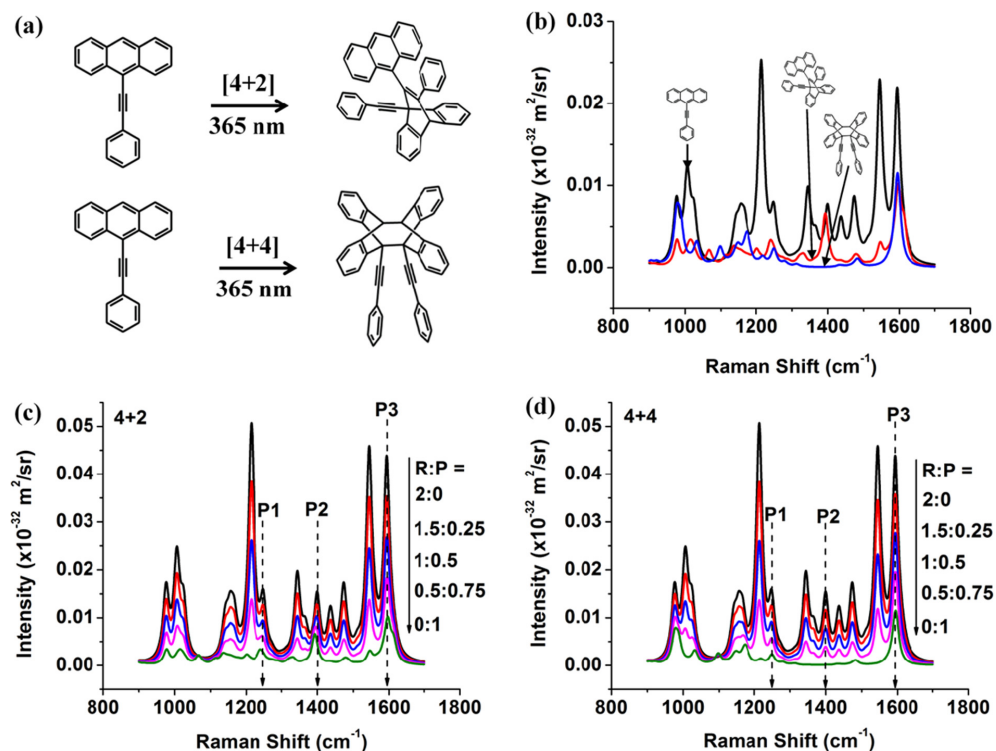 (a)
[4+2]
365 nm
[4+4]
365 nm
(b)
0.03
0.02
0.01
0.00
Intensity (x10⁻³² m²/sr)
800 1000 1200 1400 1600 1800
Raman Shift (cm⁻¹)
(c)
4+2
P3
P1
P2
R:P =
2:0
1.5:0.25
1:0.5
0.5:0.75
0:1
0.05
0.04
0.03
0.02
0.01
0.00
Intensity (x10⁻³² m²/sr)
800 1000 1200 1400 1600 1800
Raman Shift (cm⁻¹)
(d)
4+4
P3
P1
P2
R:P =
2:0
1.5:0.25
1:0.5
0.5:0.75
0:1
0.05
0.04
0.03
0.02
0.01
0.00
Intensity (x10⁻³² m²/sr)
800 1000 1200 1400 1600 1800
Raman Shift (cm⁻¹)